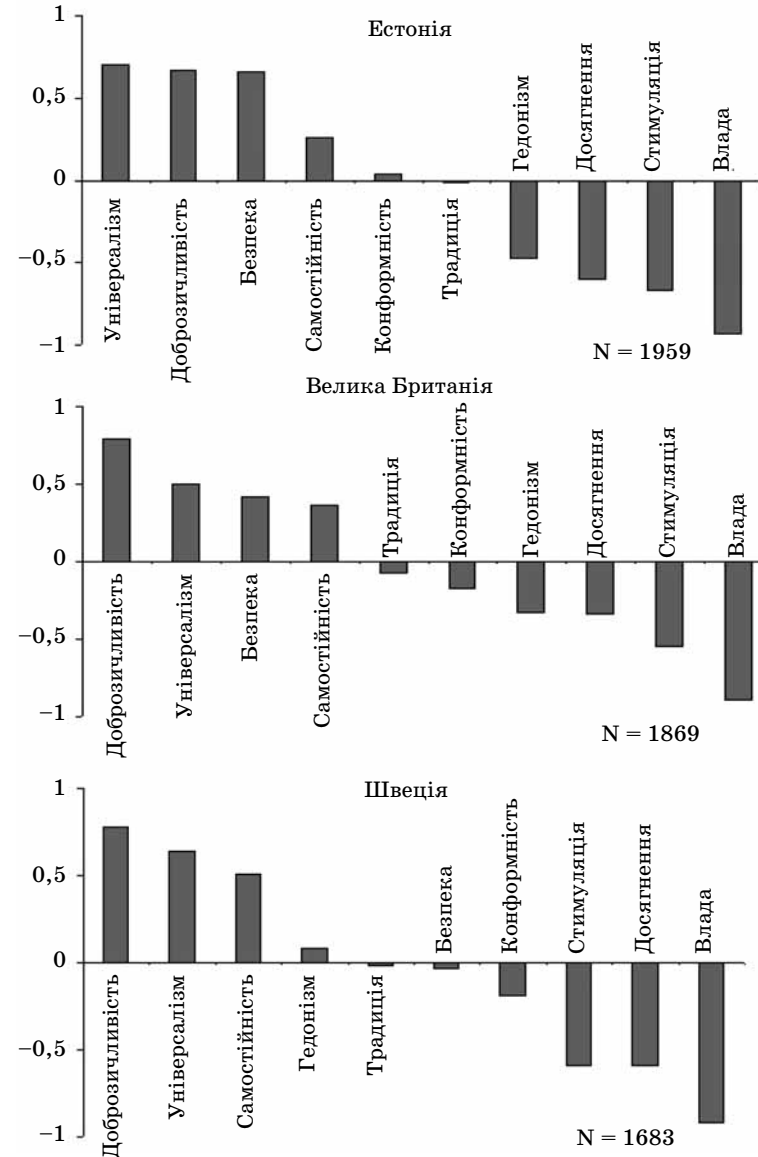 Естонія
1
0,5
0
−0,5
−1
Універсалізм
Доброзичливість
Безпека
Самостійність
Конформність
Традиція
Гедонізм
Досягнення
Стимуляція
Влада
N = 1959
Велика Британія
1
0,5
0
−0,5
−1
Доброзичливість
Універсалізм
Безпека
Самостійність
Традиція
Конформність
Гедонізм
Досягнення
Стимуляція
Влада
N = 1869
Швеція
1
0,5
0
−0,5
−1
Доброзичливість
Універсалізм
Самостійність
Гедонізм
Традиція
Безпека
Конформність
Стимуляція
Досягнення
Влада
N = 1683